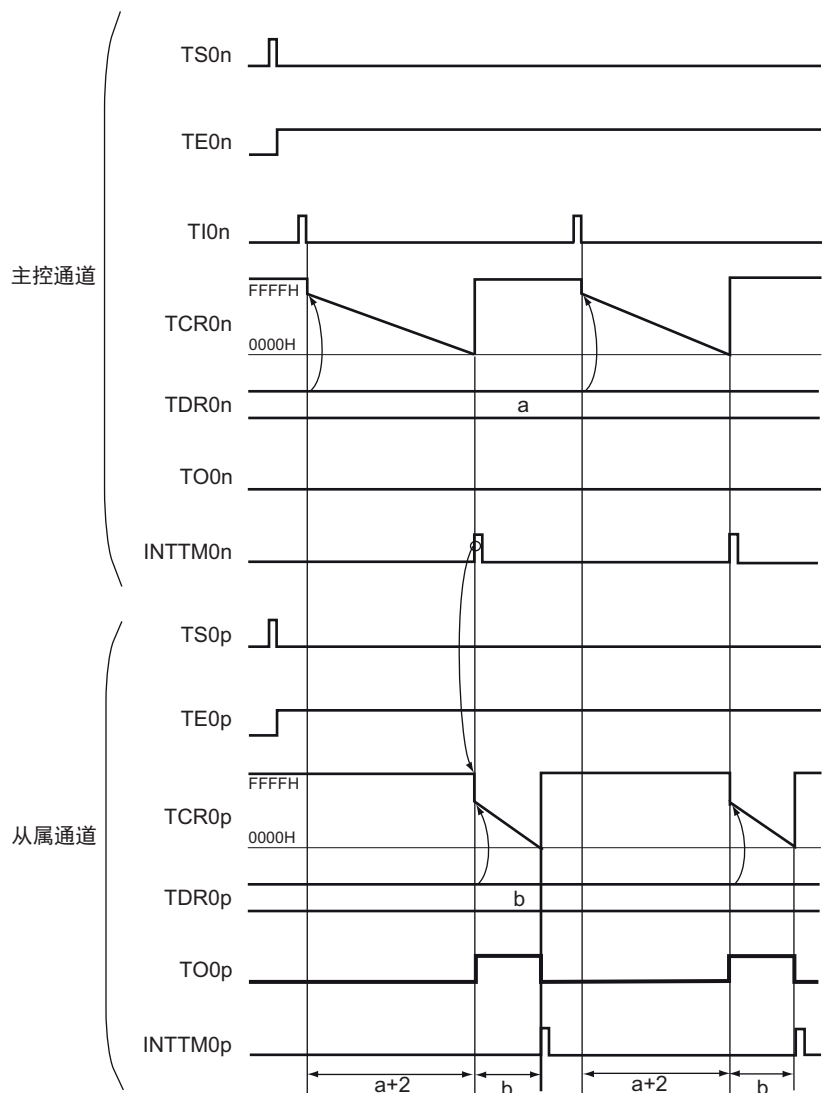 主控通道
TS0n
TE0n
TI0n
TCR0n
FFFFH
0000H
TDR0n
a
TO0n
INTTM0n
从属通道
TS0p
TE0p
TCR0p
FFFFH
0000H
TDR0p
b
TO0p
INTTM0p
a+2
b
a+2
b